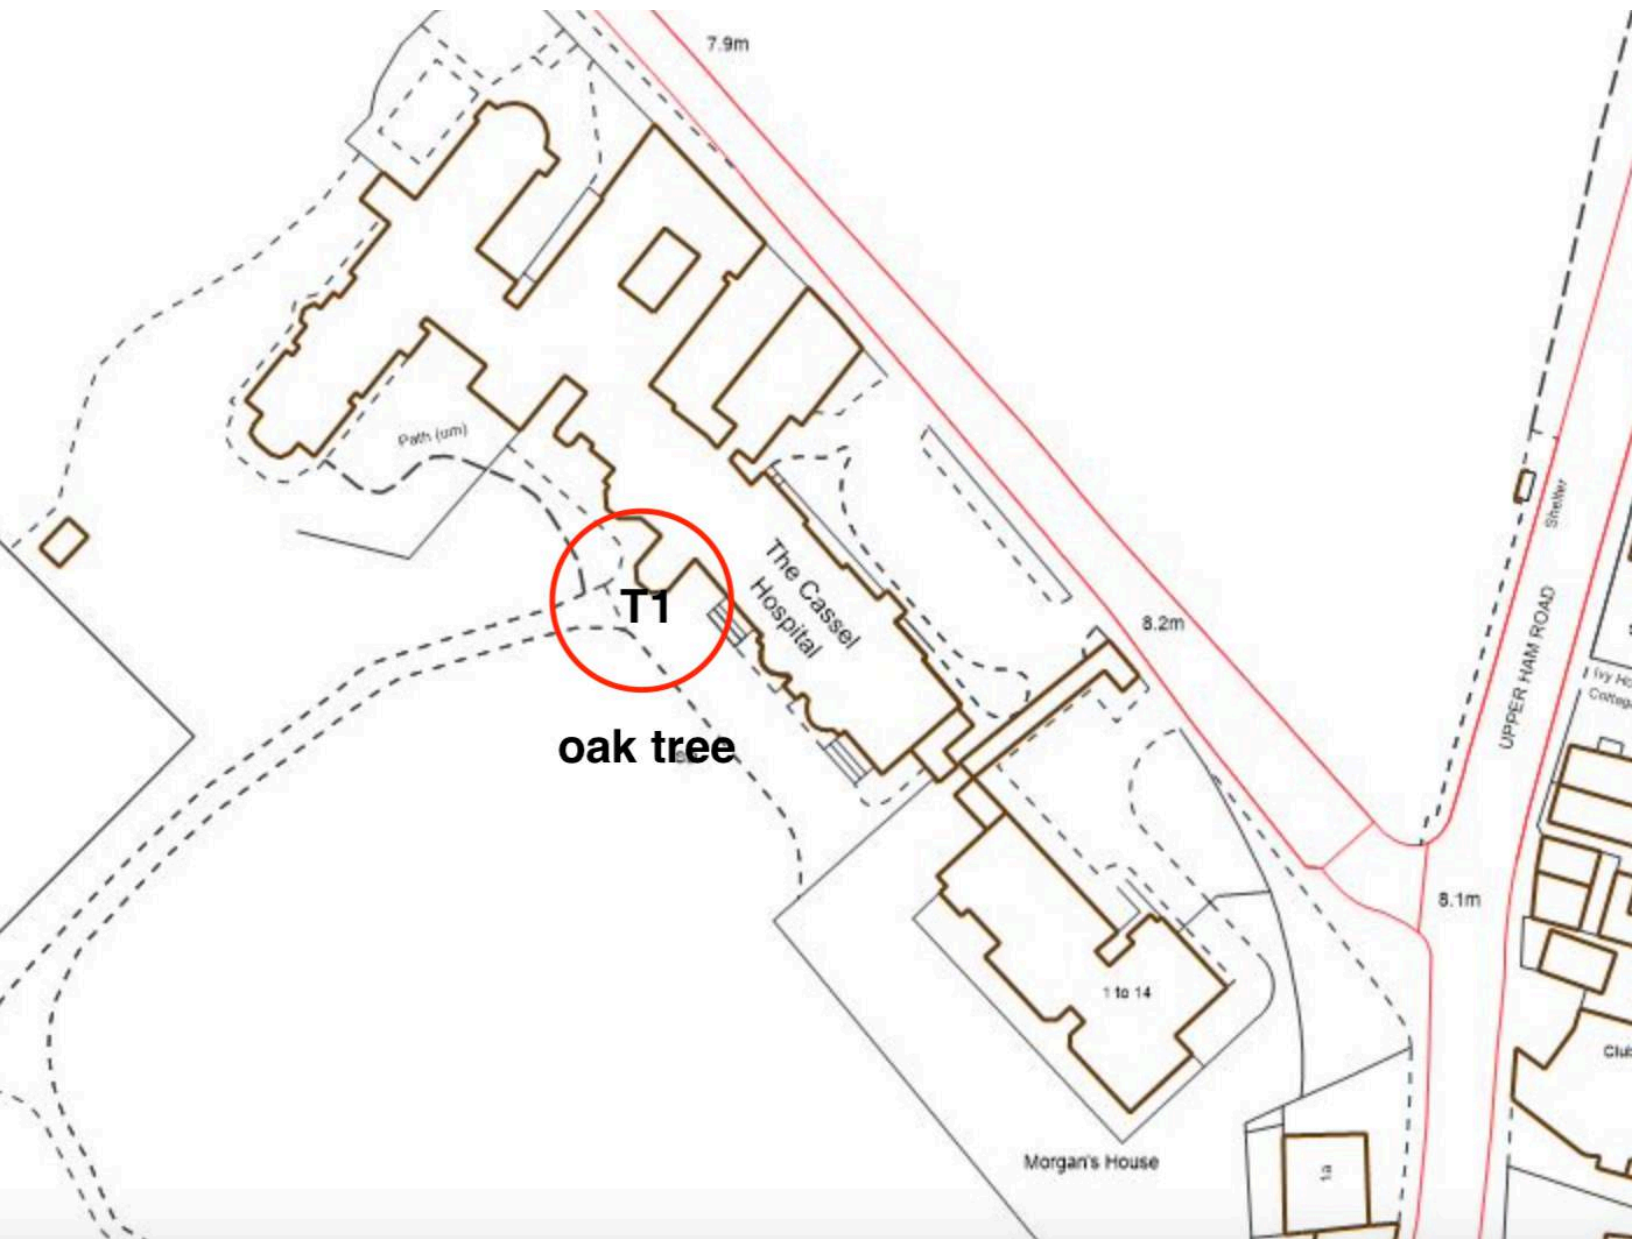 7.9m
Path (um)
Shelter
T1
The Cassel
Hospital
8.2m
UPPER HAM ROAD
Cottag
oak tree
8.1m
1 to 14
Club
Morgan's House
1a